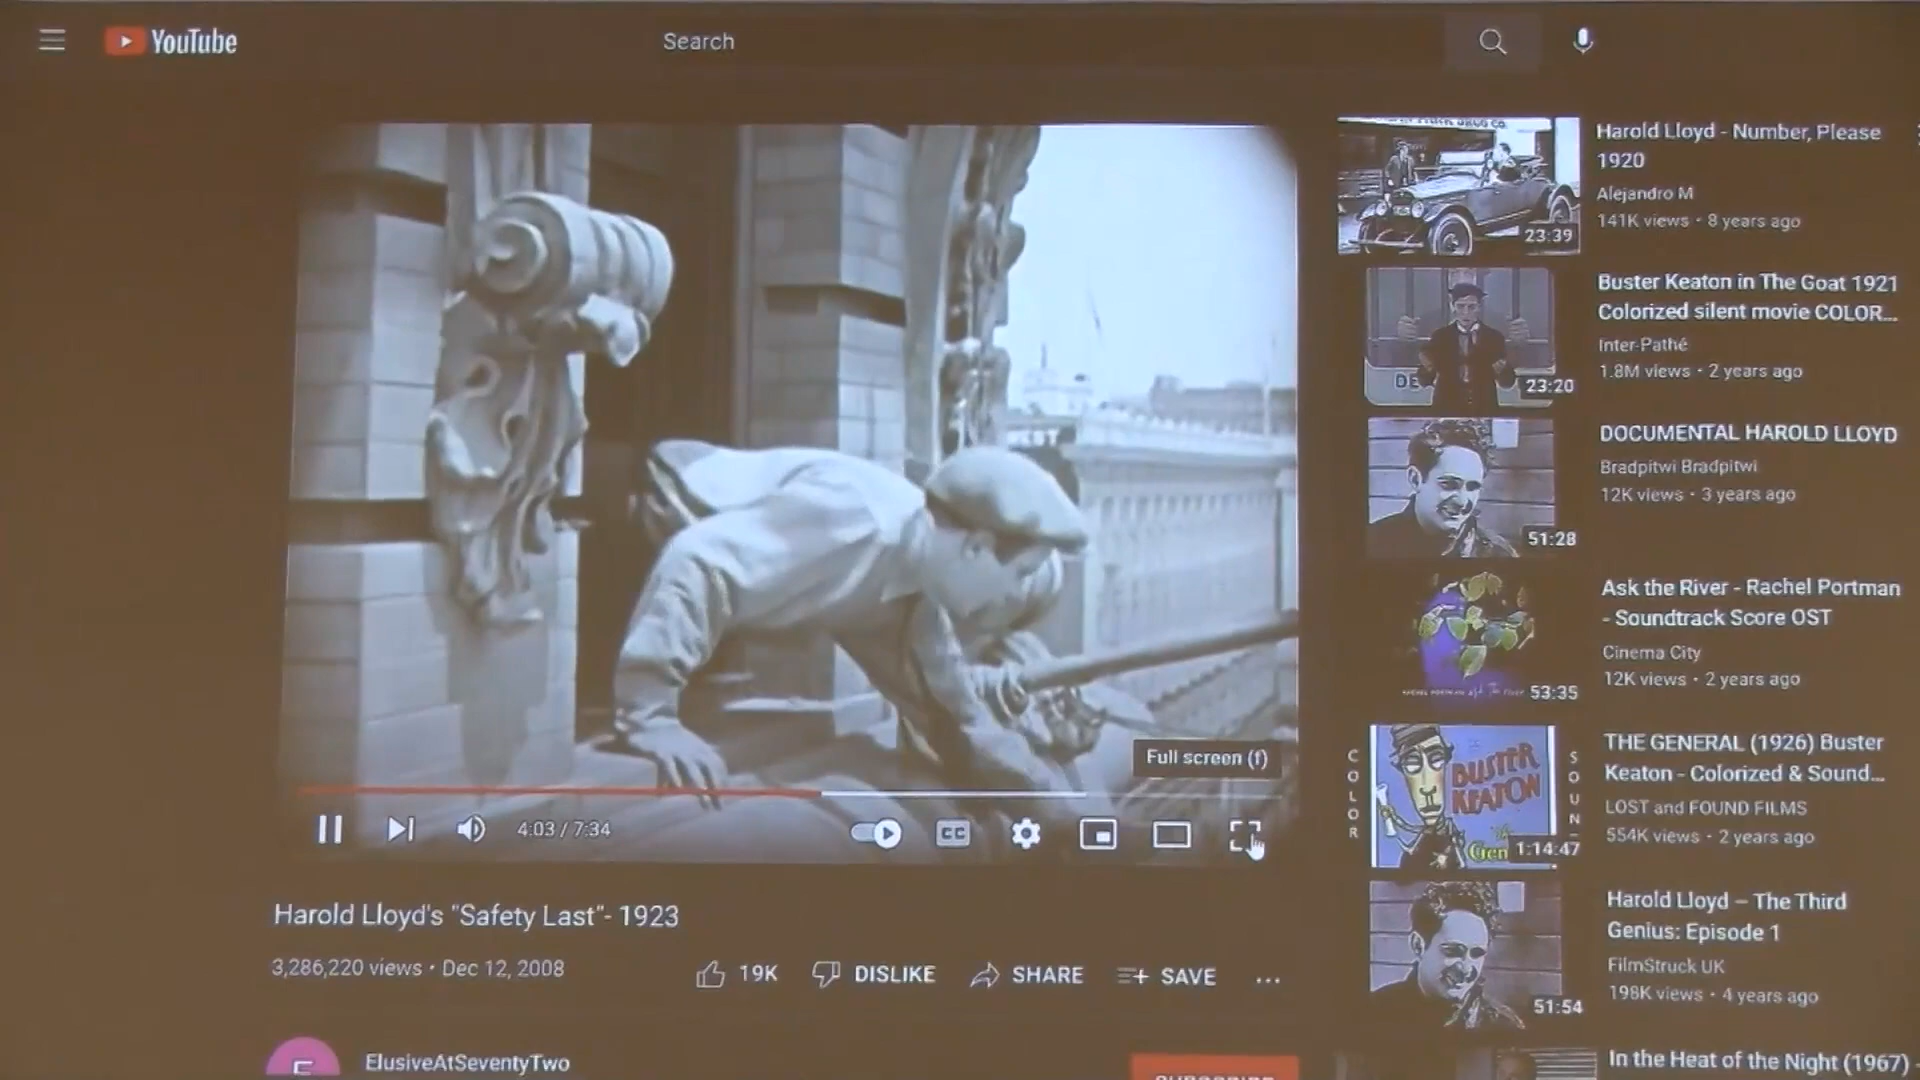 YouTube
Search
Full screen (f)
4:03 / 7:34
CC
Harold Lloyd's "Safety Last"- 1923
3,286,220 views • Dec 12, 2008
19K
DISLIKE
SHARE
SAVE
ElusiveAtSeventyTwo
SUBSCRIBE
23:39
Harold Lloyd - Number, Please
1920
Alejandro M
141K views • 8 years ago
DE
23:20
Buster Keaton in The Goat 1921
Colorized silent movie COLOR...
Inter-Pathé
1.8M views • 2 years ago
51:28
DOCUMENTAL HAROLD LLOYD
Bradpitwi Bradpitwi
12K views • 3 years ago
53:35
Ask the River - Rachel Portman
- Soundtrack Score OST
Cinema City
12K views • 2 years ago
COLOR
BUSTER
KEATON
Gen
SOUN
1:14:47
THE GENERAL (1926) Buster
Keaton - Colorized & Sound...
LOST and FOUND FILMS
554K views • 2 years ago
51:54
Harold Lloyd – The Third
Genius: Episode 1
FilmStruck UK
198K views • 4 years ago
In the Heat of the Night (1967) -